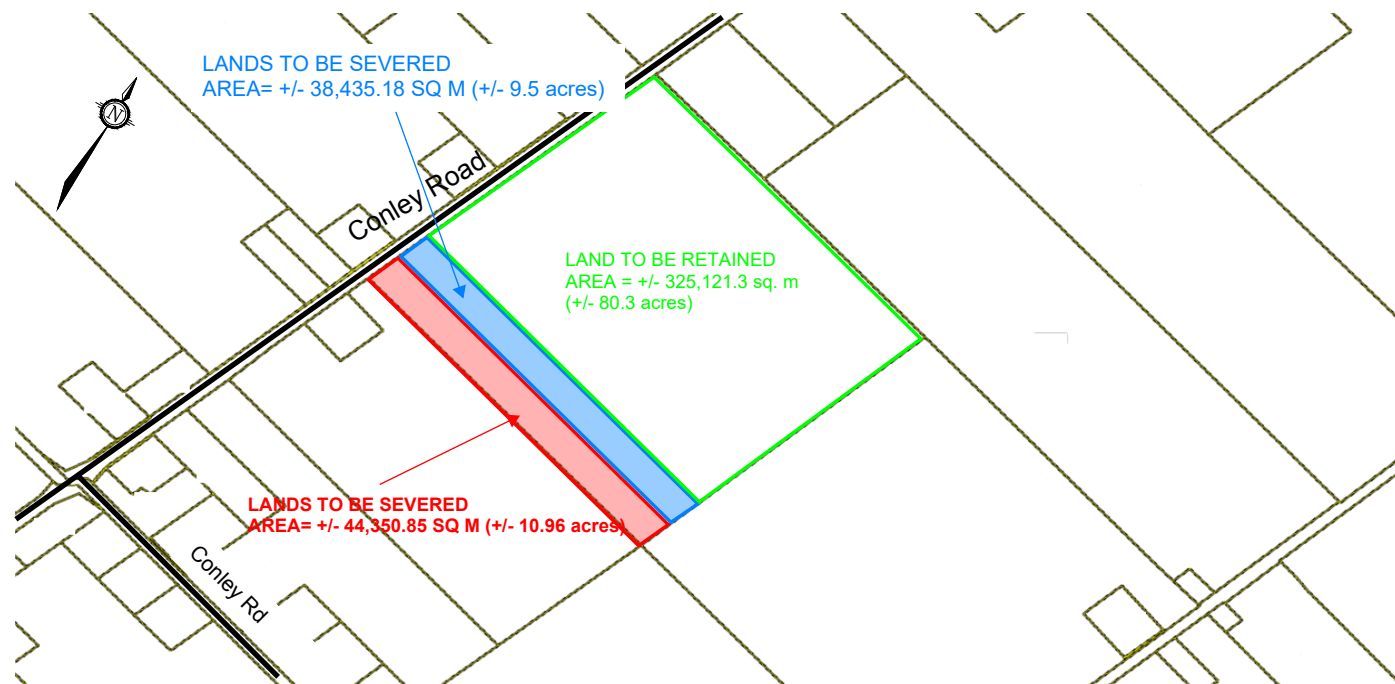 LANDS TO BE SEVERED
AREA= +/- 38,435.18 SQ M (+/- 9.5 acres)
N
Conley Road
LAND TO BE RETAINED
AREA = +/- 325,121.3 sq. m
(+/- 80.3 acres)
LANDS TO BE SEVERED
AREA= +/- 44,350.85 SQ M (+/- 10.96 acres)
Conley Rd